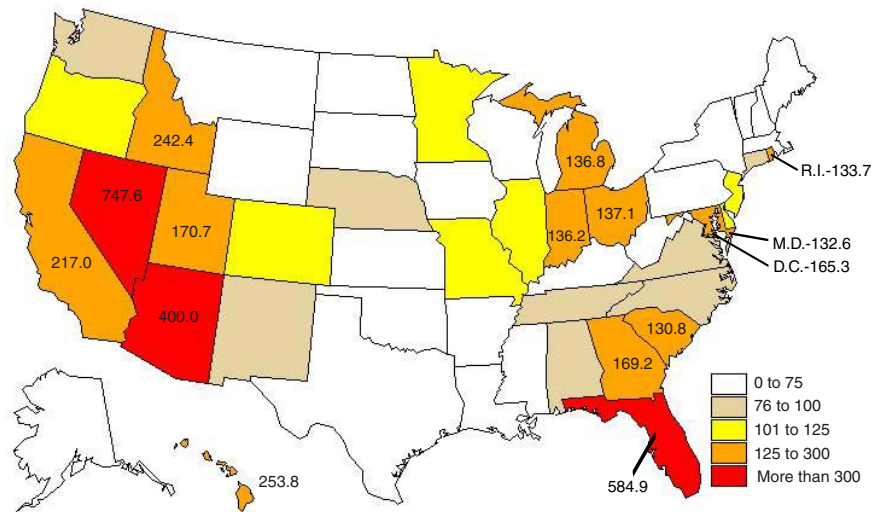 242.4
136.8
R.I.-133.7
747.6
137.1
136.2
170.7
M.D.-132.6
D.C.-165.3
217.0
400.0
130.8
169.2
0 to 75
76 to 100
101 to 125
125 to 300
More than 300
253.8
584.9